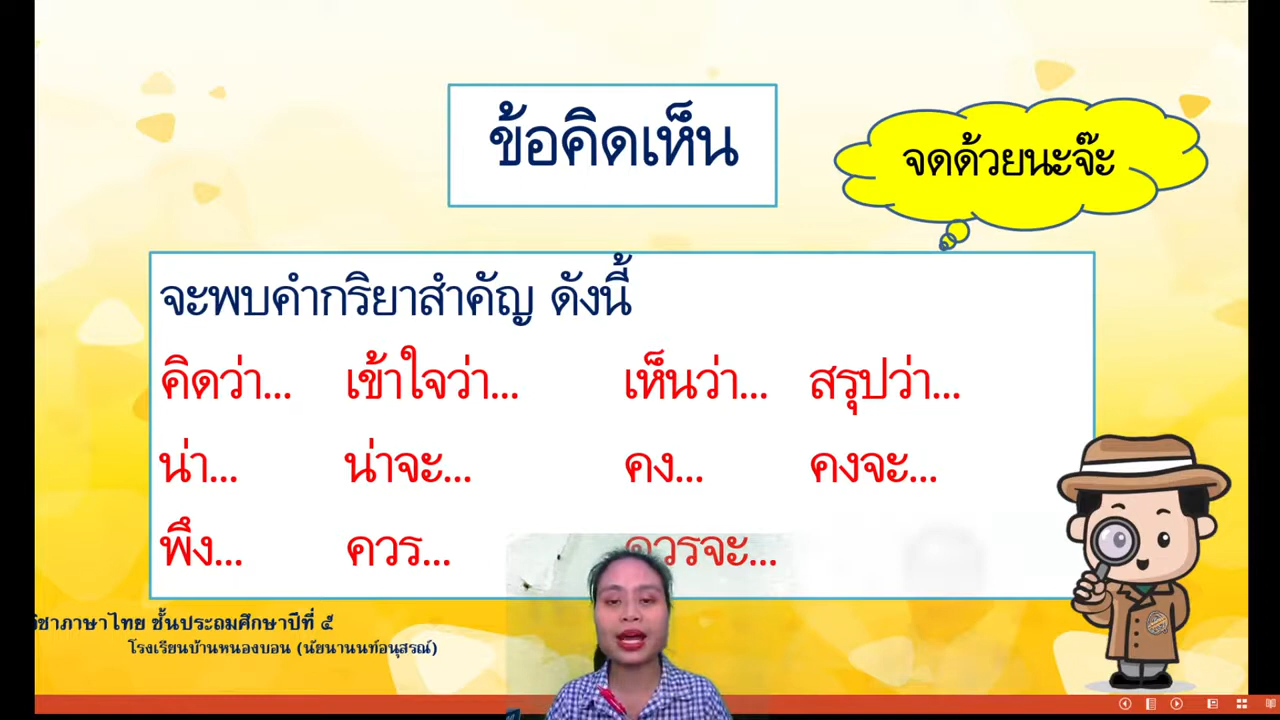 ข้อคิดเห็น
จดด้วยนะจ๊ะ
จะพบคำกริยาสำคัญ ดังนี้
คิดว่า... เข้าใจว่า... เห็นว่า... สรุปว่า...
น่า... น่าจะ... คง... คงจะ...
พึง... ควร... ควรจะ...
วิชาภาษาไทย ชั้นประถมศึกษาปีที่ ๕
โรงเรียนบ้านหนองบอน (นัยนานนท์อนุสรณ์)